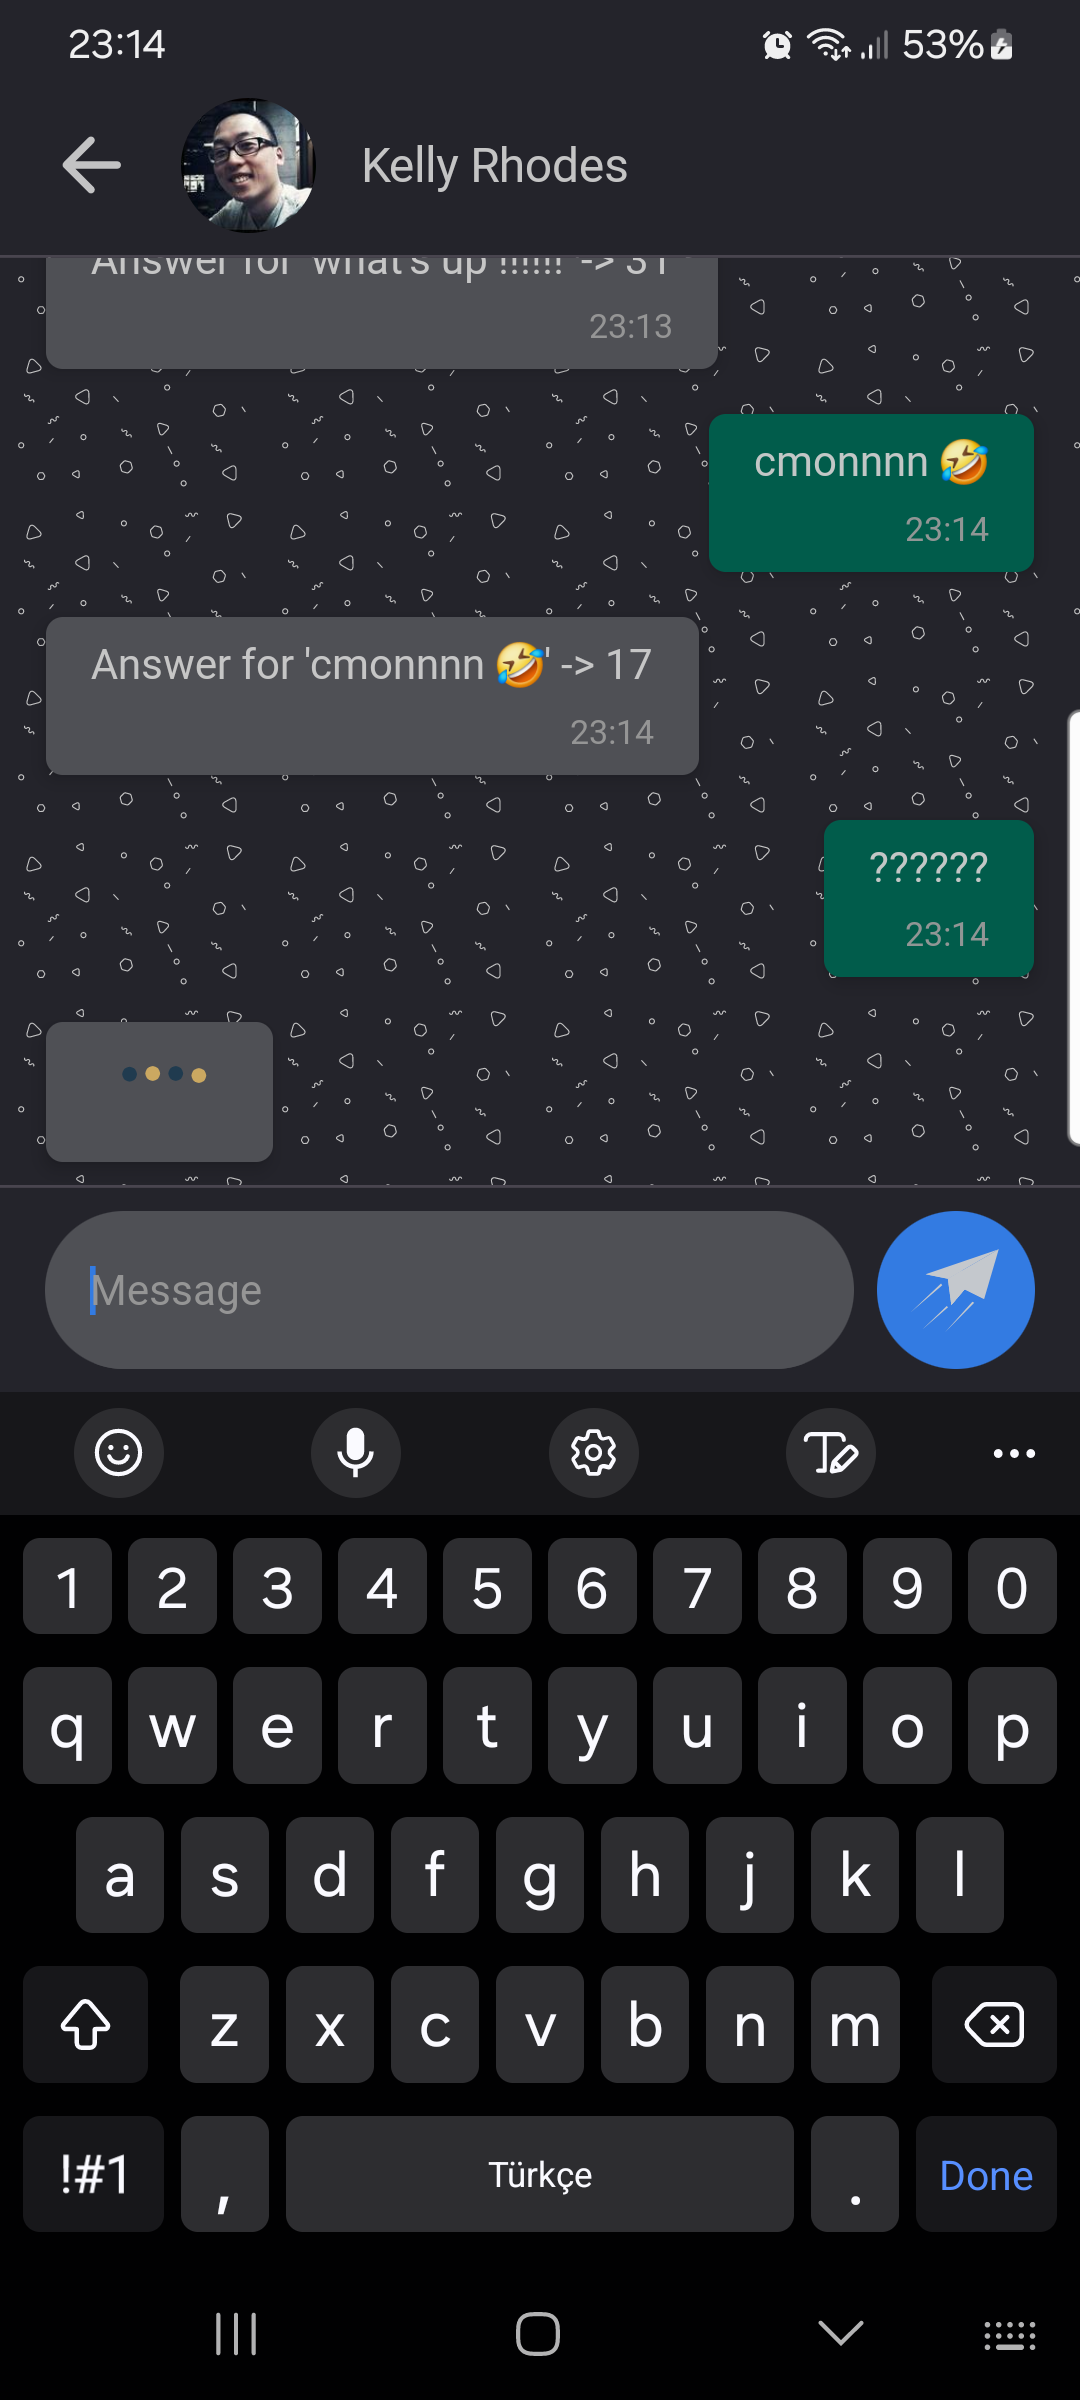 23:14
53%
Kelly Rhodes
Answer for 'what's up !!!!!!' -> 31
23:13
cmonnnn 🤣
23:14
Answer for 'cmonnnn 🤣' -> 17
23:14
??????
23:14
Message
1 2 3 4 5 6 7 8 9 0
q w e r t y u i o p
a s d f g h j k l
z x c v b n m
!#1 , Türkçe . Done